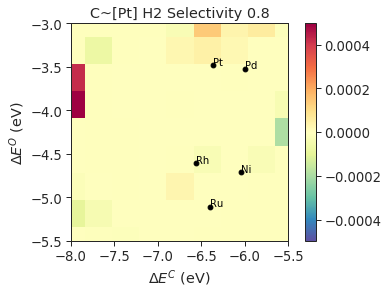 C~[Pt] H2 Selectivity 0.8
−3.0
−3.5
−4.0
−4.5
−5.0
−5.5
ΔE^O (eV)
Pt
Pd
Rh
Ni
Ru
−8.0 −7.5 −7.0 −6.5 −6.0 −5.5
ΔE^C (eV)
0.0004
0.0002
0.0000
−0.0002
−0.0004